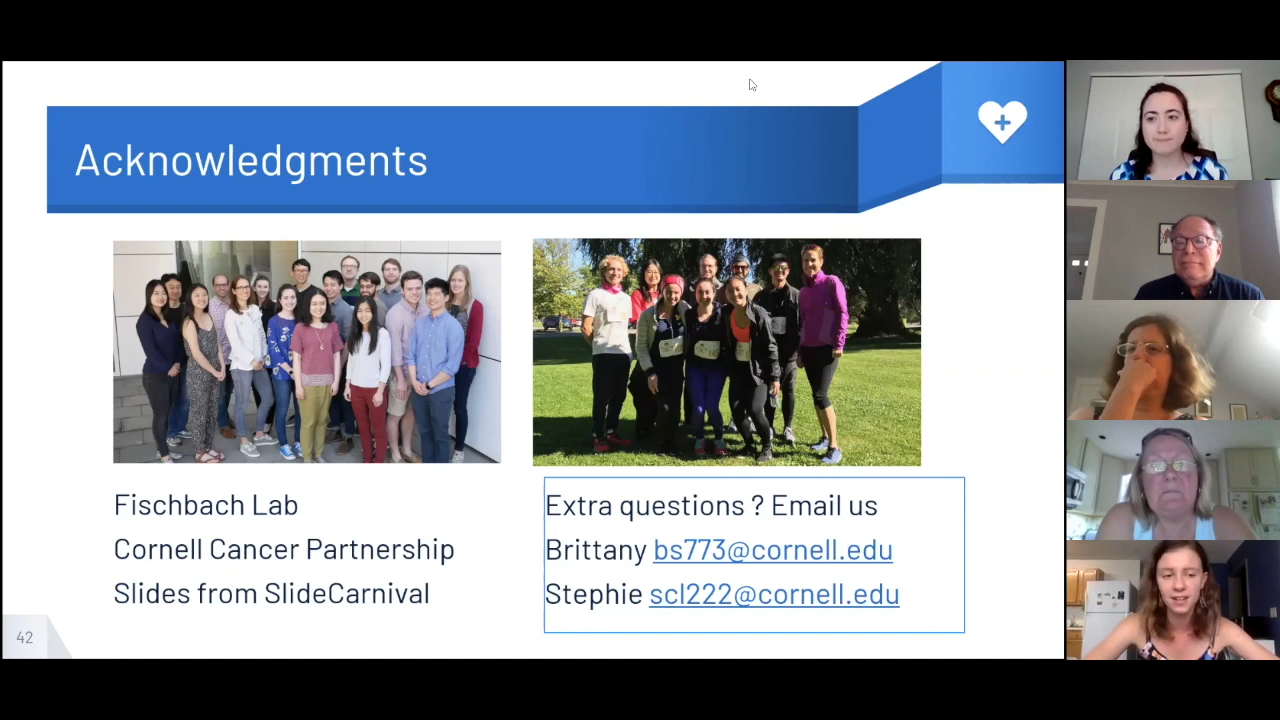 Acknowledgments
Fischbach Lab
Cornell Cancer Partnership
Slides from SlideCarnival
Extra questions ? Email us
Brittany bs773@cornell.edu
Stephie scl222@cornell.edu
42